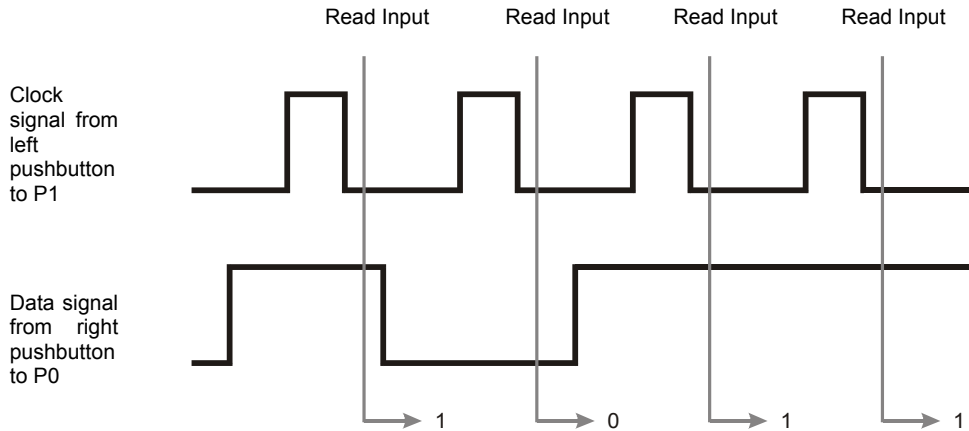 Read Input Read Input Read Input Read Input
Clock
signal from
left
pushbutton
to P1
Data signal
from right
pushbutton
to P0
1 0 1 1